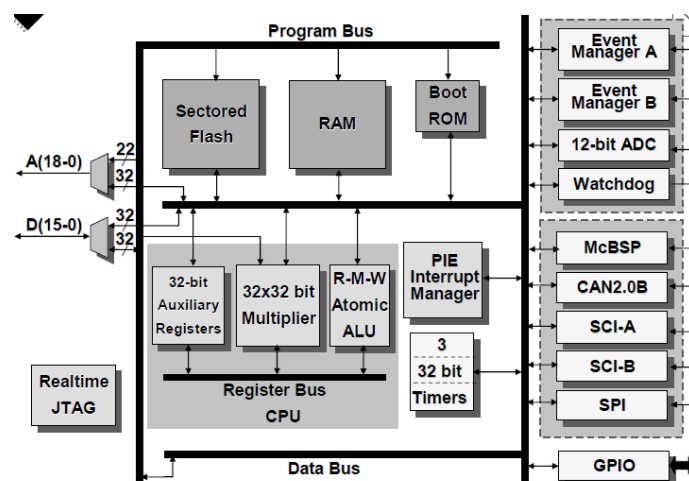 Program Bus
Event
Manager A
Sectored
Flash
RAM
Boot
ROM
Event
Manager B
A(18-0)
22
32
12-bit ADC
Watchdog
D(15-0)
32
32
PIE
Interrupt
Manager
McBSP
32-bit
Auxiliary
Registers
32x32 bit
Multiplier
R-M-W
Atomic
ALU
CAN2.0B
SCI-A
3
32 bit
Timers
SCI-B
Realtime
JTAG
Register Bus
CPU
SPI
Data Bus
GPIO